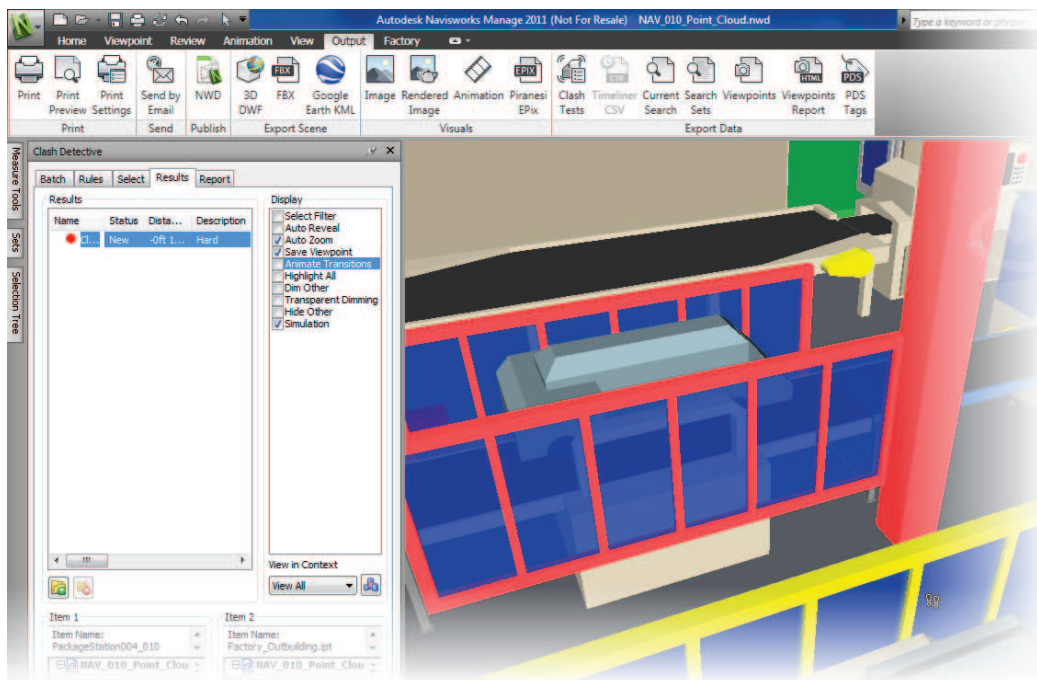 Autodesk Navisworks Manage 2011 (Not For Resale) NAV_010_Point_Cloud.nwd
Type a keyword or phrase
Home Viewpoint Review Animation View Output Factory
Print Print Preview Print Settings Send by Email NWD 3D DWF FBX Google Earth KML Image Rendered Image Animation Piranesi EPix Clash Tests Timeliner CSV Current Search Search Sets Viewpoints Viewpoints Report PDS Tags
Print Send Publish Export Scene Visuals Export Data
Measure Tools
Sets
Selection Tree
Clash Detective
Batch Rules Select Results Report
Results
Name Status Dista... Description
Cl... New -0ft 1... Hard
Display
Select Filter
Auto Reveal
Auto Zoom
Save Viewpoint
Animate Transitions
Highlight All
Dim Other
Transparent Dimming
Hide Other
Simulation
View in Context
View All
Item 1
Item Name:
PackageStation004_010
NAV_010_Point_Clou
Item 2
Item Name:
Factory_Outbuilding.ipt
NAV_010_Point_Clou